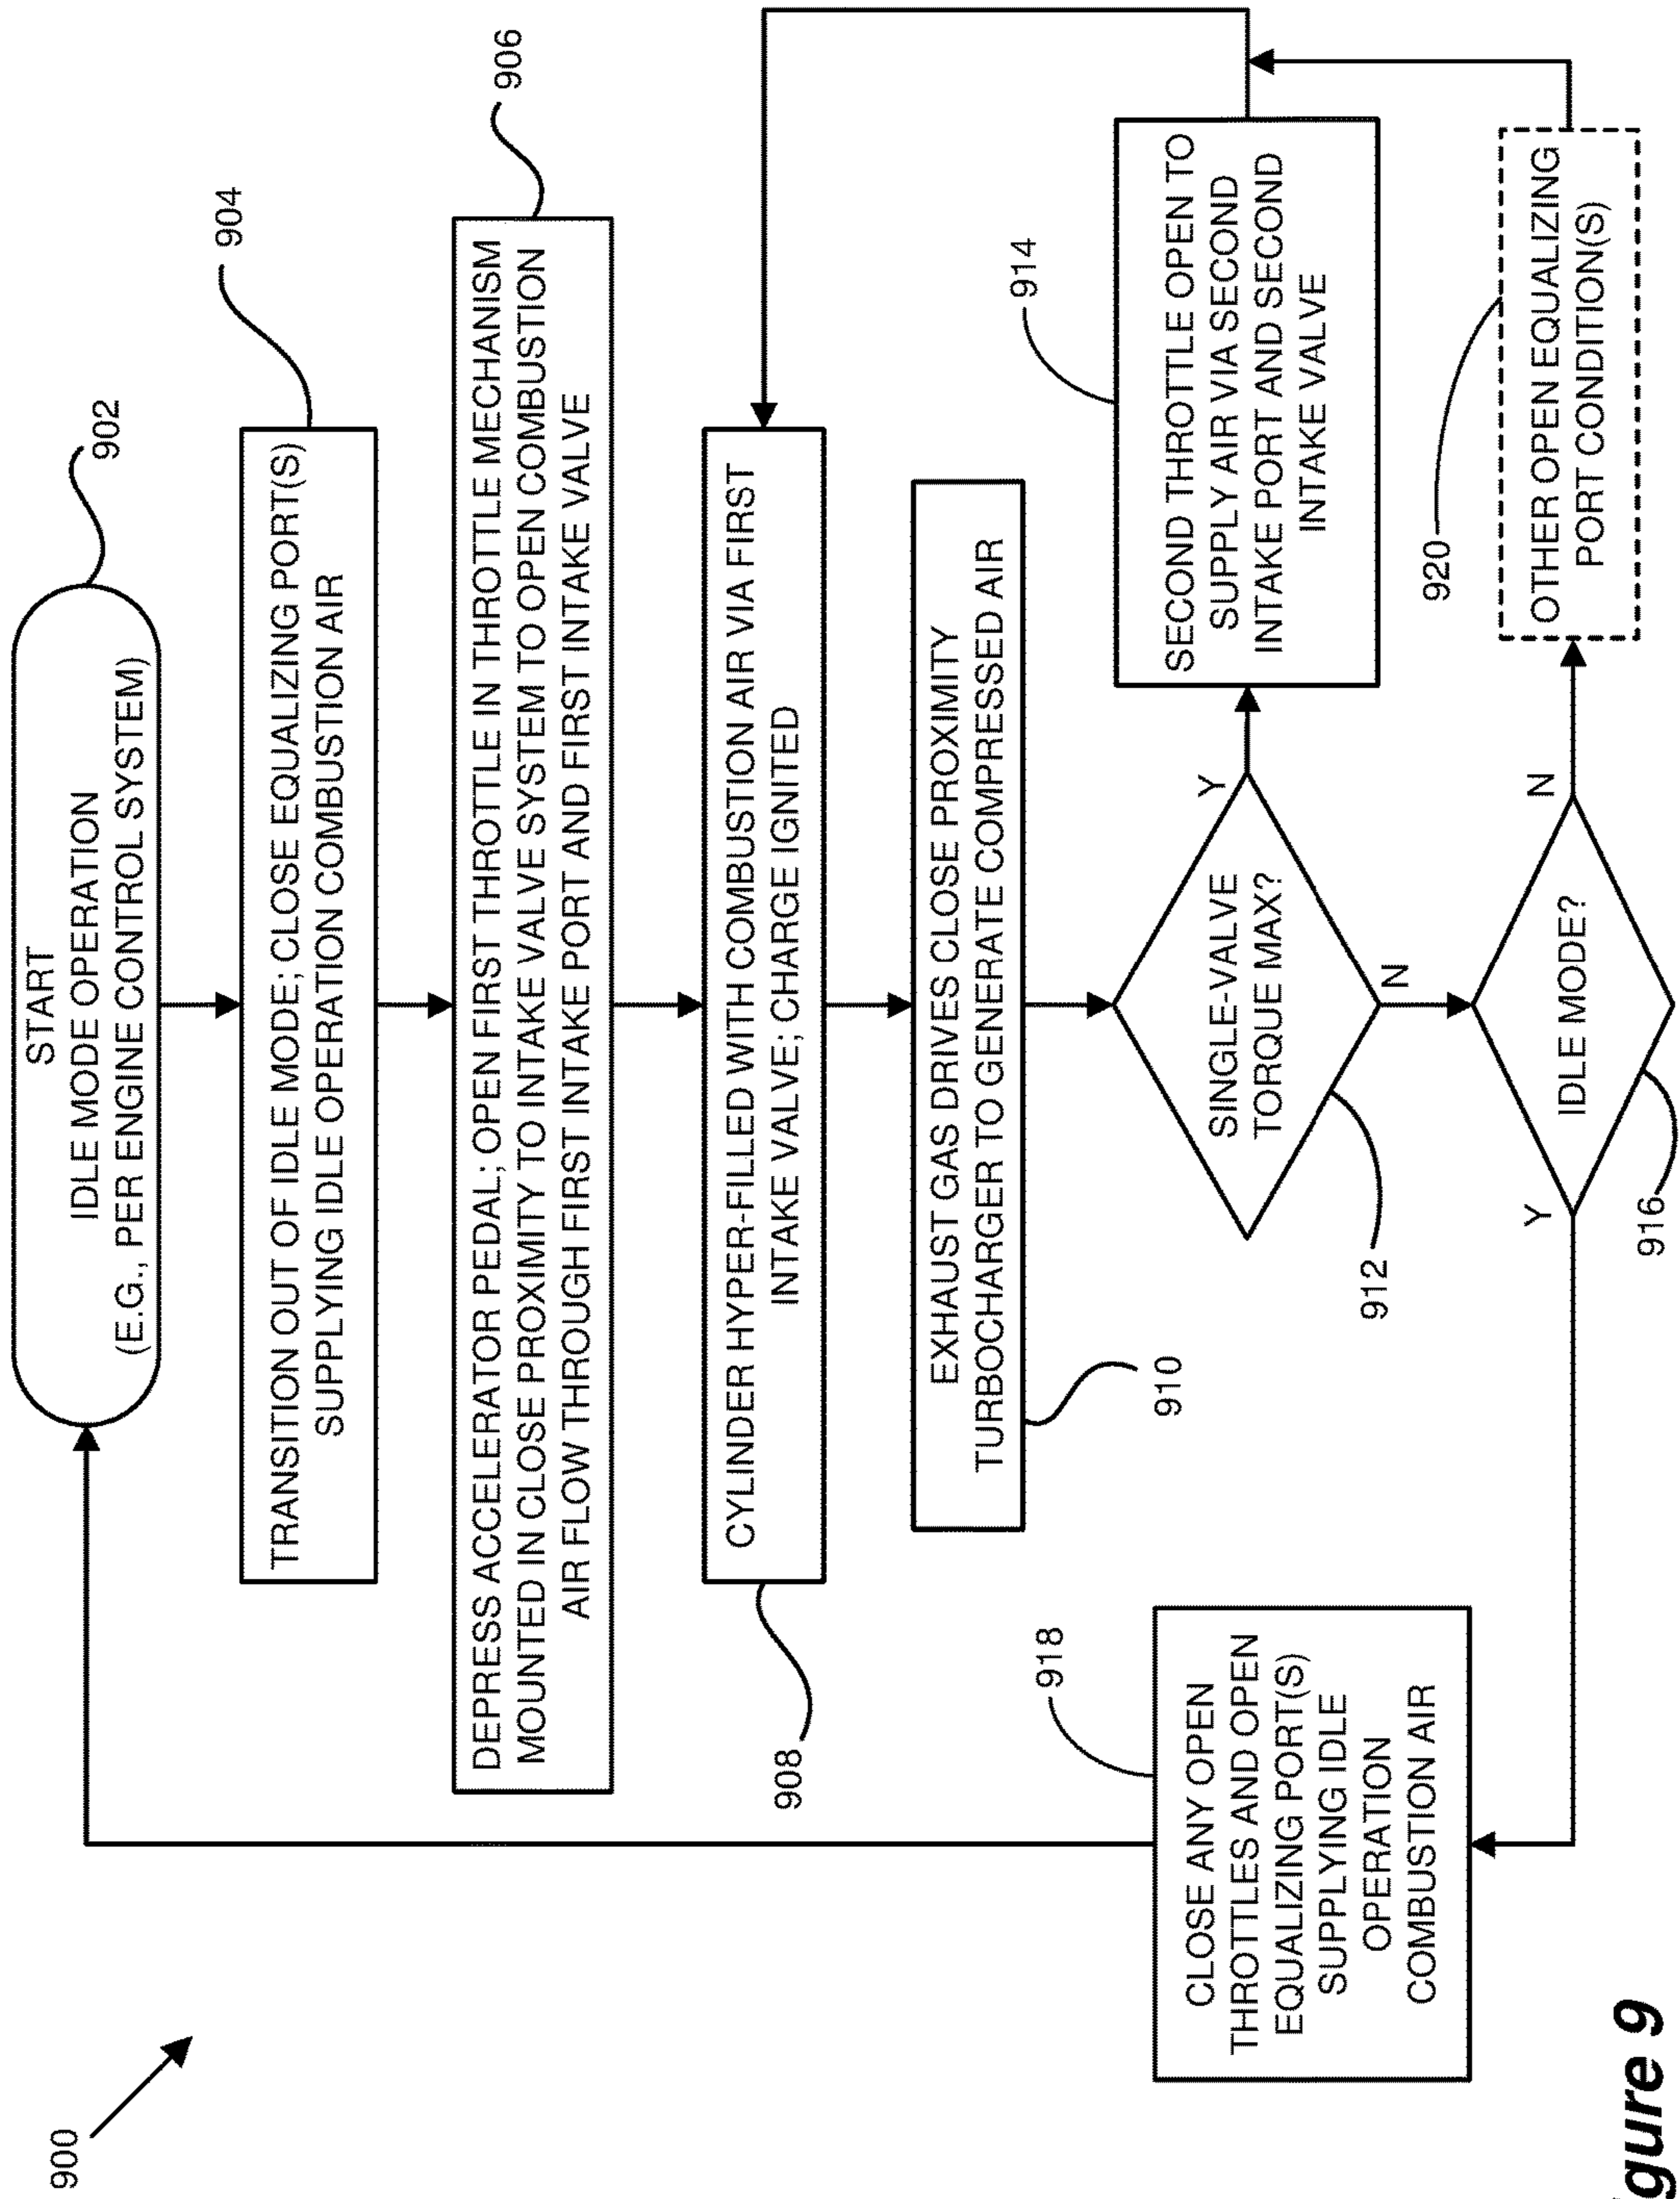 900
START
IDLE MODE OPERATION
(E.G., PER ENGINE CONTROL SYSTEM)
902
TRANSITION OUT OF IDLE MODE; CLOSE EQUALIZING PORT(S)
SUPPLYING IDLE OPERATION COMBUSTION AIR
904
DEPRESS ACCELERATOR PEDAL; OPEN FIRST THROTTLE IN THROTTLE MECHANISM
MOUNTED IN CLOSE PROXIMITY TO INTAKE VALVE SYSTEM TO OPEN COMBUSTION
AIR FLOW THROUGH FIRST INTAKE PORT AND FIRST INTAKE VALVE
906
CYLINDER HYPER-FILLED WITH COMBUSTION AIR VIA FIRST
INTAKE VALVE; CHARGE IGNITED
908
EXHAUST GAS DRIVES CLOSE PROXIMITY
TURBOCHARGER TO GENERATE COMPRESSED AIR
910
SINGLE-VALVE
TORQUE MAX?
912
Y
N
SECOND THROTTLE OPEN TO
SUPPLY AIR VIA SECOND
INTAKE PORT AND SECOND
INTAKE VALVE
914
IDLE MODE?
916
Y
N
CLOSE ANY OPEN
THROTTLES AND OPEN
EQUALIZING PORT(S)
SUPPLYING IDLE
OPERATION
COMBUSTION AIR
918
OTHER OPEN EQUALIZING
PORT CONDITION(S)
920
gure 9